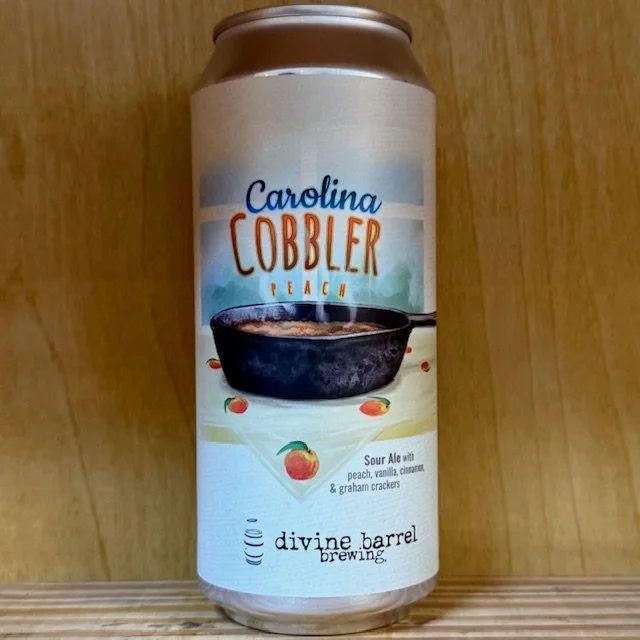 Carolina
COBBLER
PEACH
Sour Ale with
peach, vanilla, cinnamon,
& graham crackers
divine barrel
brewing